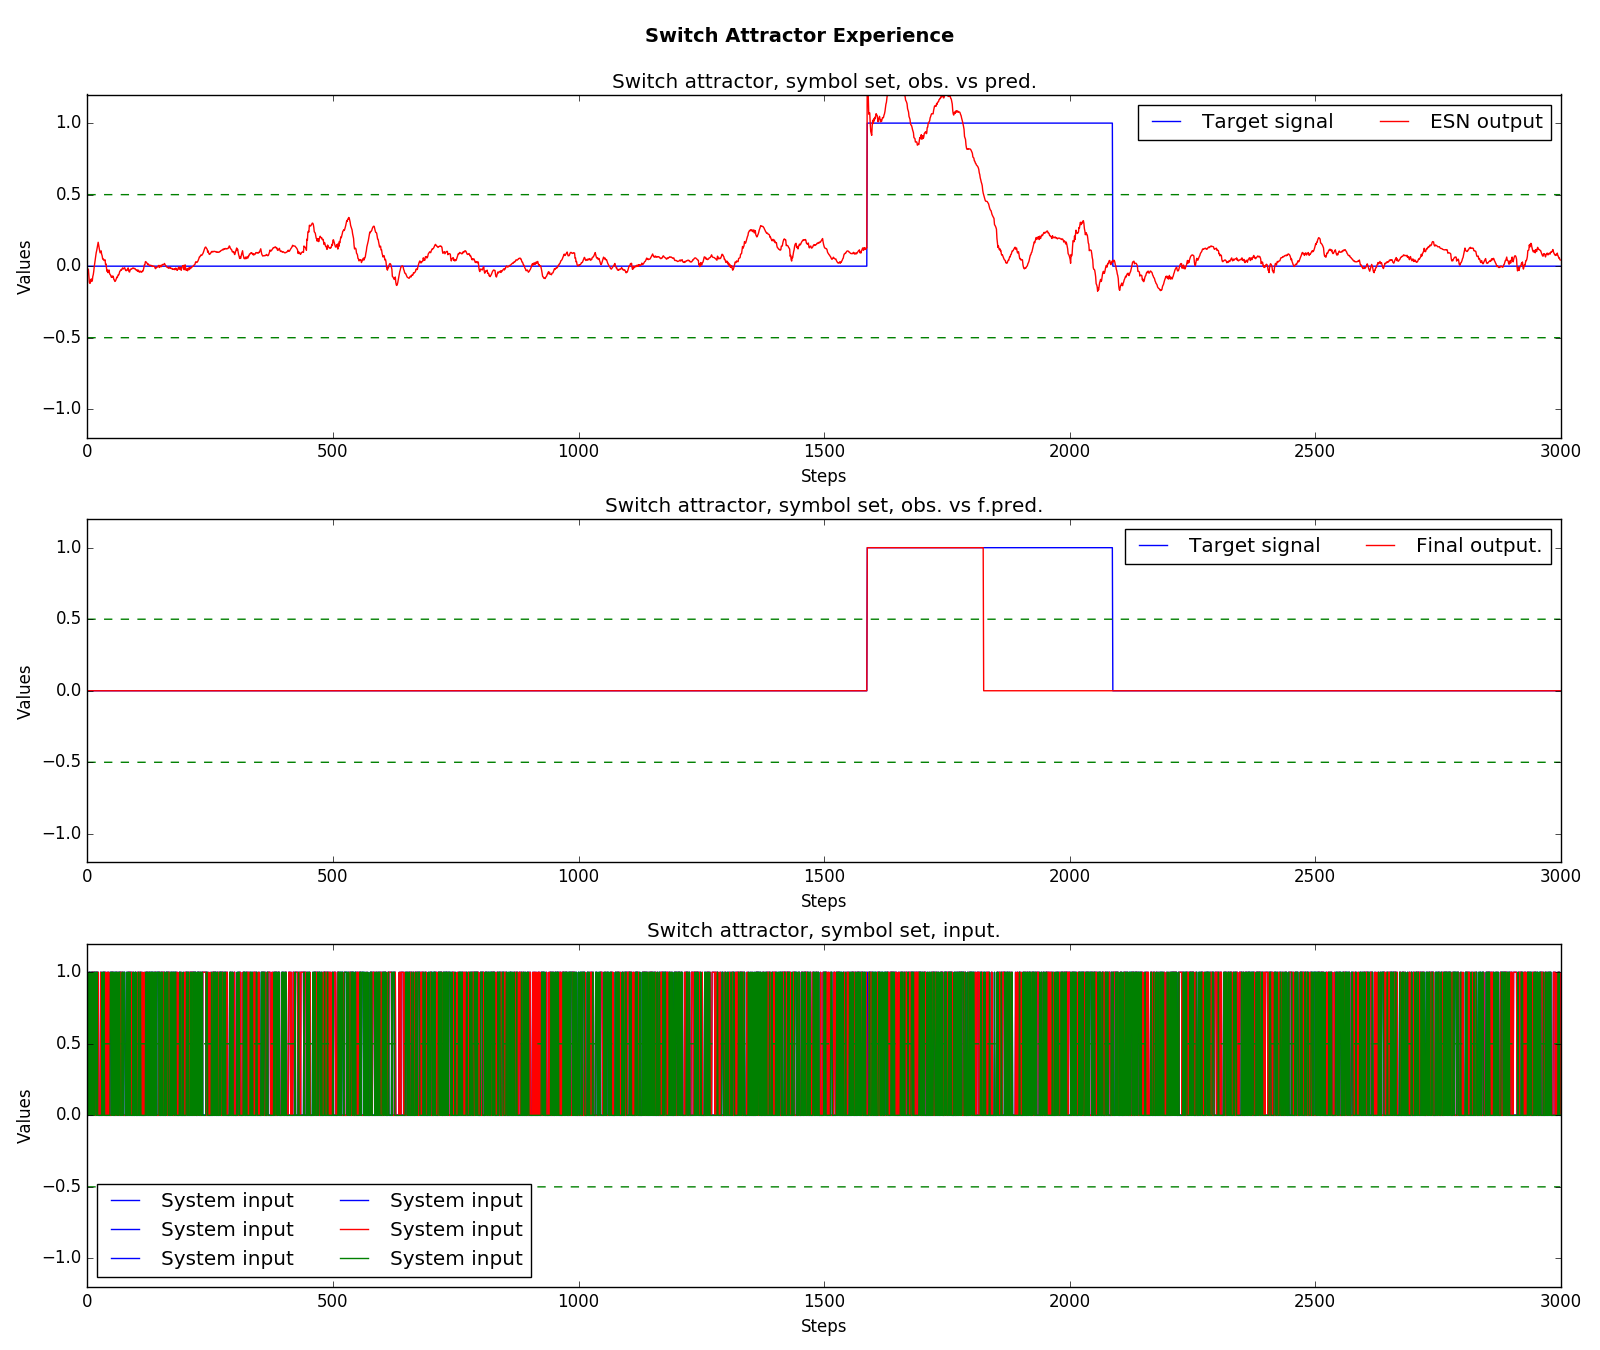 Switch Attractor Experience
Switch attractor, symbol set, obs. vs pred.
Target signal ESN output
1.0
0.5
0.0
−0.5
−1.0
Values
0 500 1000 1500 2000 2500 3000
Steps
Switch attractor, symbol set, obs. vs f.pred.
Target signal Final output.
1.0
0.5
0.0
−0.5
−1.0
Values
0 500 1000 1500 2000 2500 3000
Steps
Switch attractor, symbol set, input.
1.0
0.5
0.0
−0.5
−1.0
Values
System input System input
System input System input
System input System input
0 500 1000 1500 2000 2500 3000
Steps